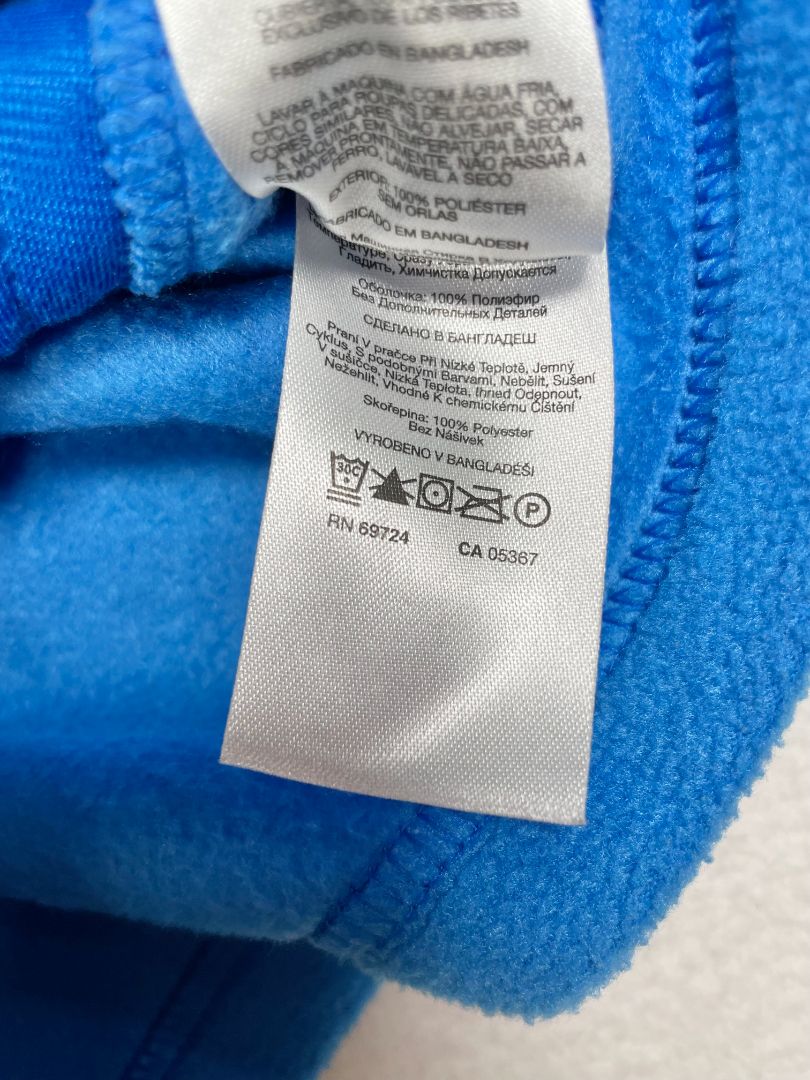 EXCLUSIVO DE LOS RIBETES
FABRICADO EN BANGLADESH
LAVAR À MAQUINA COM ÁGUA FRIA,
CICLO PARA ROUPAS DELICADAS, COM
CORES SIMILARES, NÃO ALVEJAR, SECAR
À MAQUINA, EM TEMPERATURA BAIXA,
PRONTAMENTE, NÃO PASSAR A
FERRO, LAVÁVEL A SECO
EXTERIOR: 100% POLIÉSTER
SEM ORLAS
FABRICADO EM BANGLADESH
Гладить, Химчистка Допускается
Оболочка: 100% Полиэфир
Без Дополнительных Деталей
СДЕЛАНО В БАНГЛАДЕШ
Praní V pračce Při Nízké Teplotě, Jemný
Cyklus, S podobnými Barvami, Nebělit, Sušení
V sušičce, Nízká Teplota, Ihned Odepnout,
Nežehlit, Vhodné K chemickému Čištění
Skořepina: 100% Polyester
Bez Nášivek
VYROBENO V BANGLADÉŠI
30C P
RN 69724 CA 05367